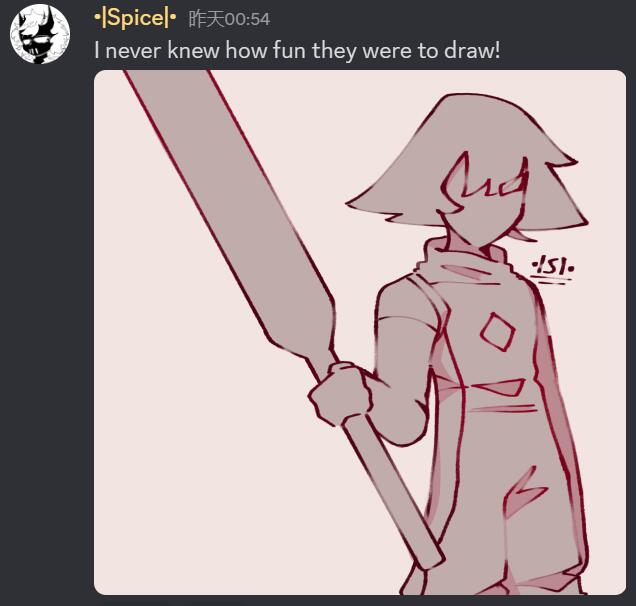 •|Spice|• 昨天00:54
I never knew how fun they were to draw!
•|S|•